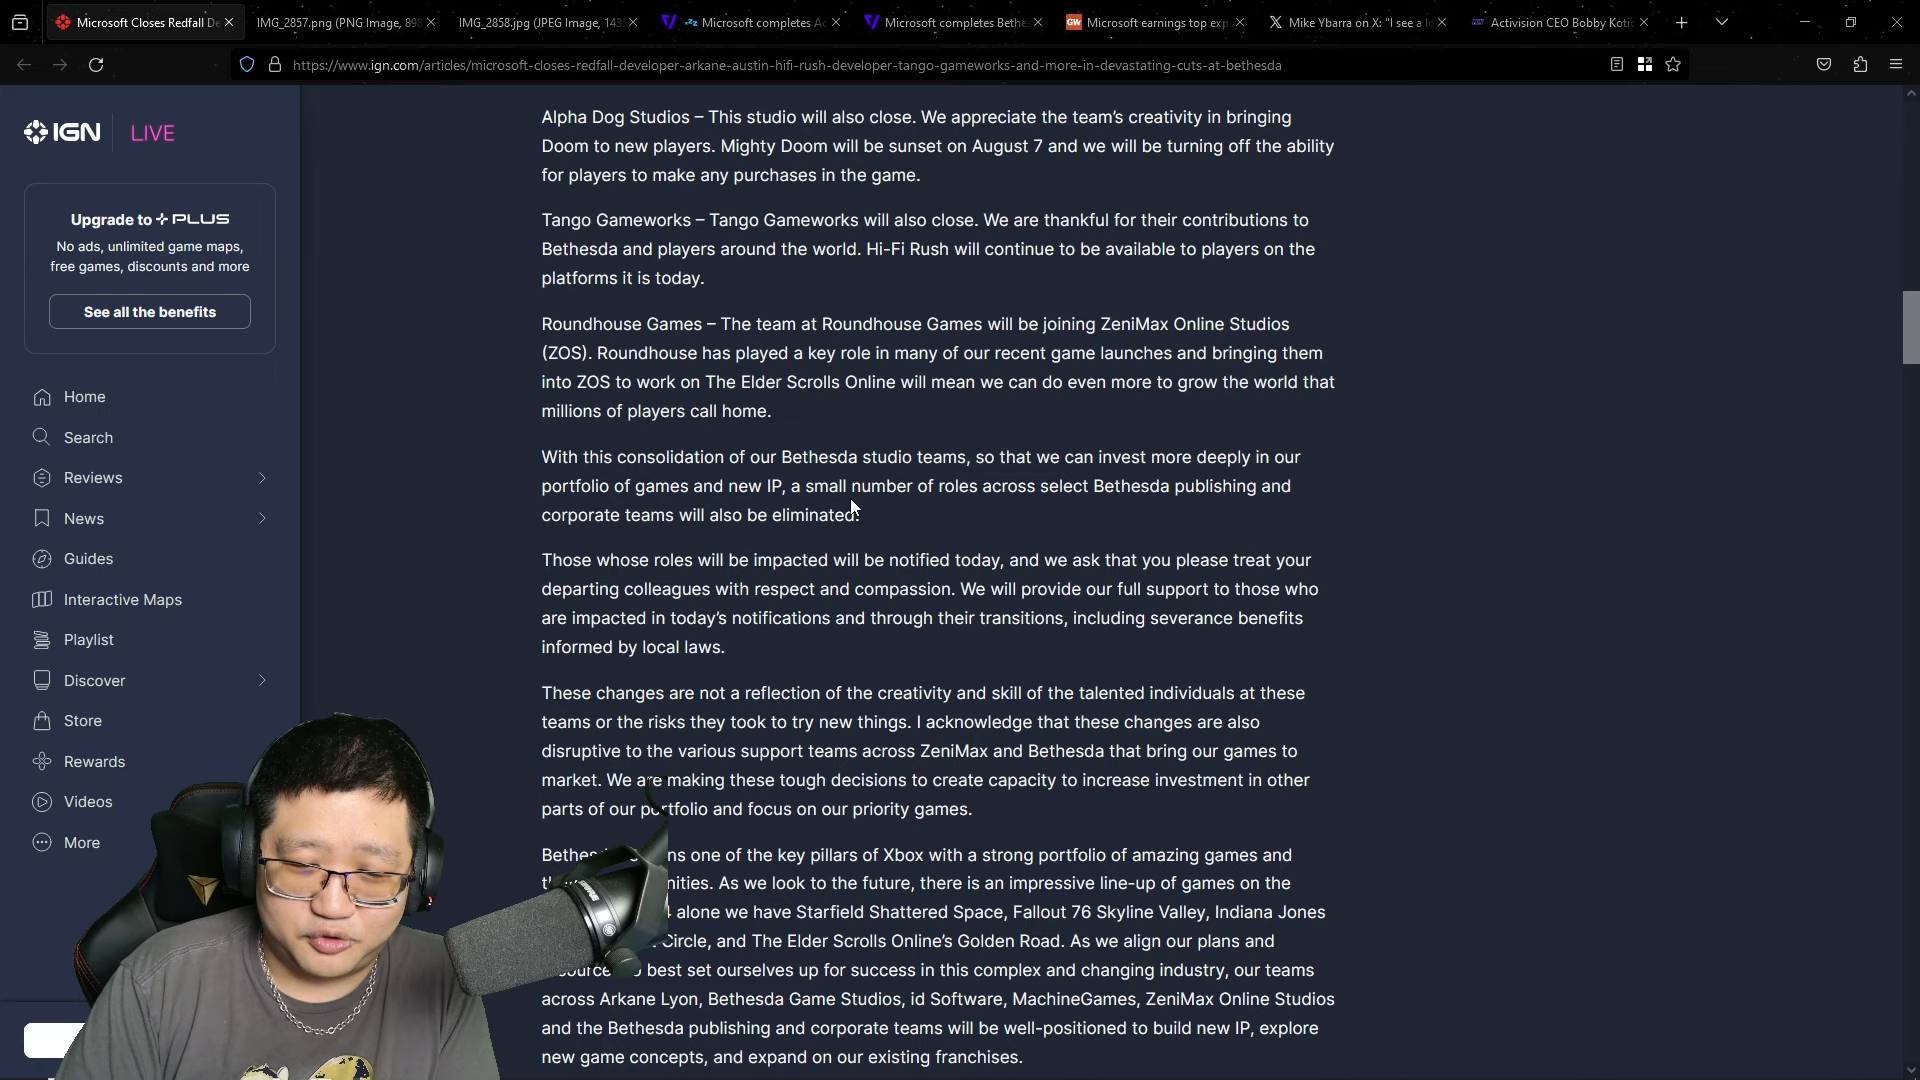 Microsoft Closes Redfall De
IMG_2857.png (PNG Image, 898
IMG_2858.jpg (JPEG Image, 143
Microsoft completes Ac
Microsoft completes Bethe
GW
Microsoft earnings top exp
Mike Ybarra on X: "I see a lo
Activision CEO Bobby Kotic
https://www.ign.com/articles/microsoft-closes-redfall-developer-arkane-austin-hifi-rush-developer-tango-gameworks-and-more-in-devastating-cuts-at-bethesda
IGN LIVE
Upgrade to PLUS
No ads, unlimited game maps,
free games, discounts and more
See all the benefits
Home
Search
Reviews
News
Guides
Interactive Maps
Playlist
Discover
Store
Rewards
Videos
More
Alpha Dog Studios – This studio will also close. We appreciate the team's creativity in bringing
Doom to new players. Mighty Doom will be sunset on August 7 and we will be turning off the ability
for players to make any purchases in the game.
Tango Gameworks – Tango Gameworks will also close. We are thankful for their contributions to
Bethesda and players around the world. Hi-Fi Rush will continue to be available to players on the
platforms it is today.
Roundhouse Games – The team at Roundhouse Games will be joining ZeniMax Online Studios
(ZOS). Roundhouse has played a key role in many of our recent game launches and bringing them
into ZOS to work on The Elder Scrolls Online will mean we can do even more to grow the world that
millions of players call home.
With this consolidation of our Bethesda studio teams, so that we can invest more deeply in our
portfolio of games and new IP, a small number of roles across select Bethesda publishing and
corporate teams will also be eliminated.
Those whose roles will be impacted will be notified today, and we ask that you please treat your
departing colleagues with respect and compassion. We will provide our full support to those who
are impacted in today's notifications and through their transitions, including severance benefits
informed by local laws.
These changes are not a reflection of the creativity and skill of the talented individuals at these
teams or the risks they took to try new things. I acknowledge that these changes are also
disruptive to the various support teams across ZeniMax and Bethesda that bring our games to
market. We are making these tough decisions to create capacity to increase investment in other
parts of our portfolio and focus on our priority games.
one of the key pillars of Xbox with a strong portfolio of amazing games and
As we look to the future, there is an impressive line-up of games on the
alone we have Starfield Shattered Space, Fallout 76 Skyline Valley, Indiana Jones
Circle, and The Elder Scrolls Online's Golden Road. As we align our plans and
best set ourselves up for success in this complex and changing industry, our teams
across Arkane Lyon, Bethesda Game Studios, id Software, MachineGames, ZeniMax Online Studios
and the Bethesda publishing and corporate teams will be well-positioned to build new IP, explore
new game concepts, and expand on our existing franchises.